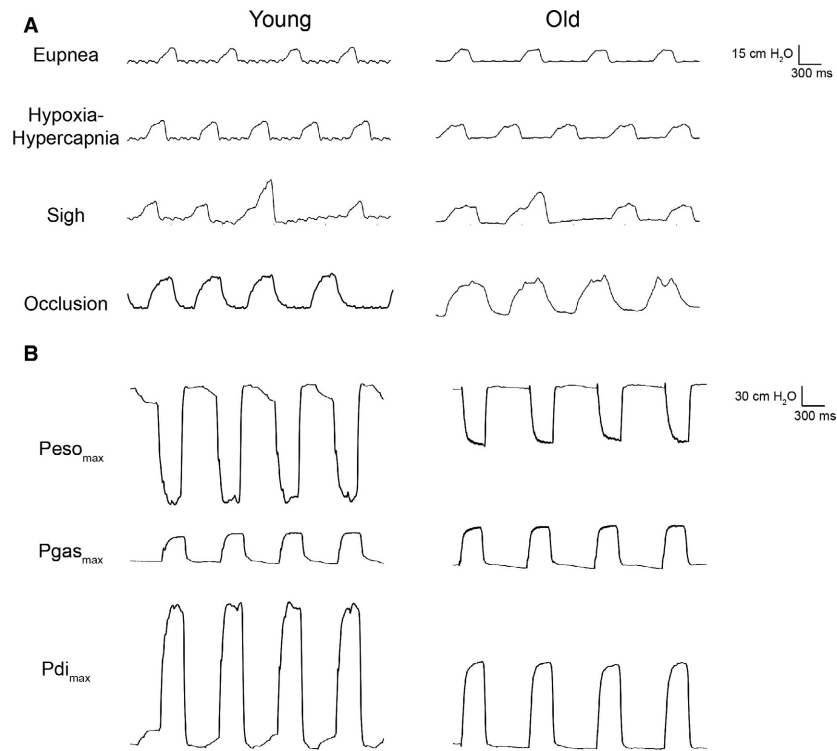 A
Young
Old
Eupnea
15 cm H₂O
300 ms
Hypoxia-
Hypercapnia
Sigh
Occlusion
B
30 cm H₂O
300 ms
Pesoₘₐₓ
Pgasₘₐₓ
Pdiₘₐₓ